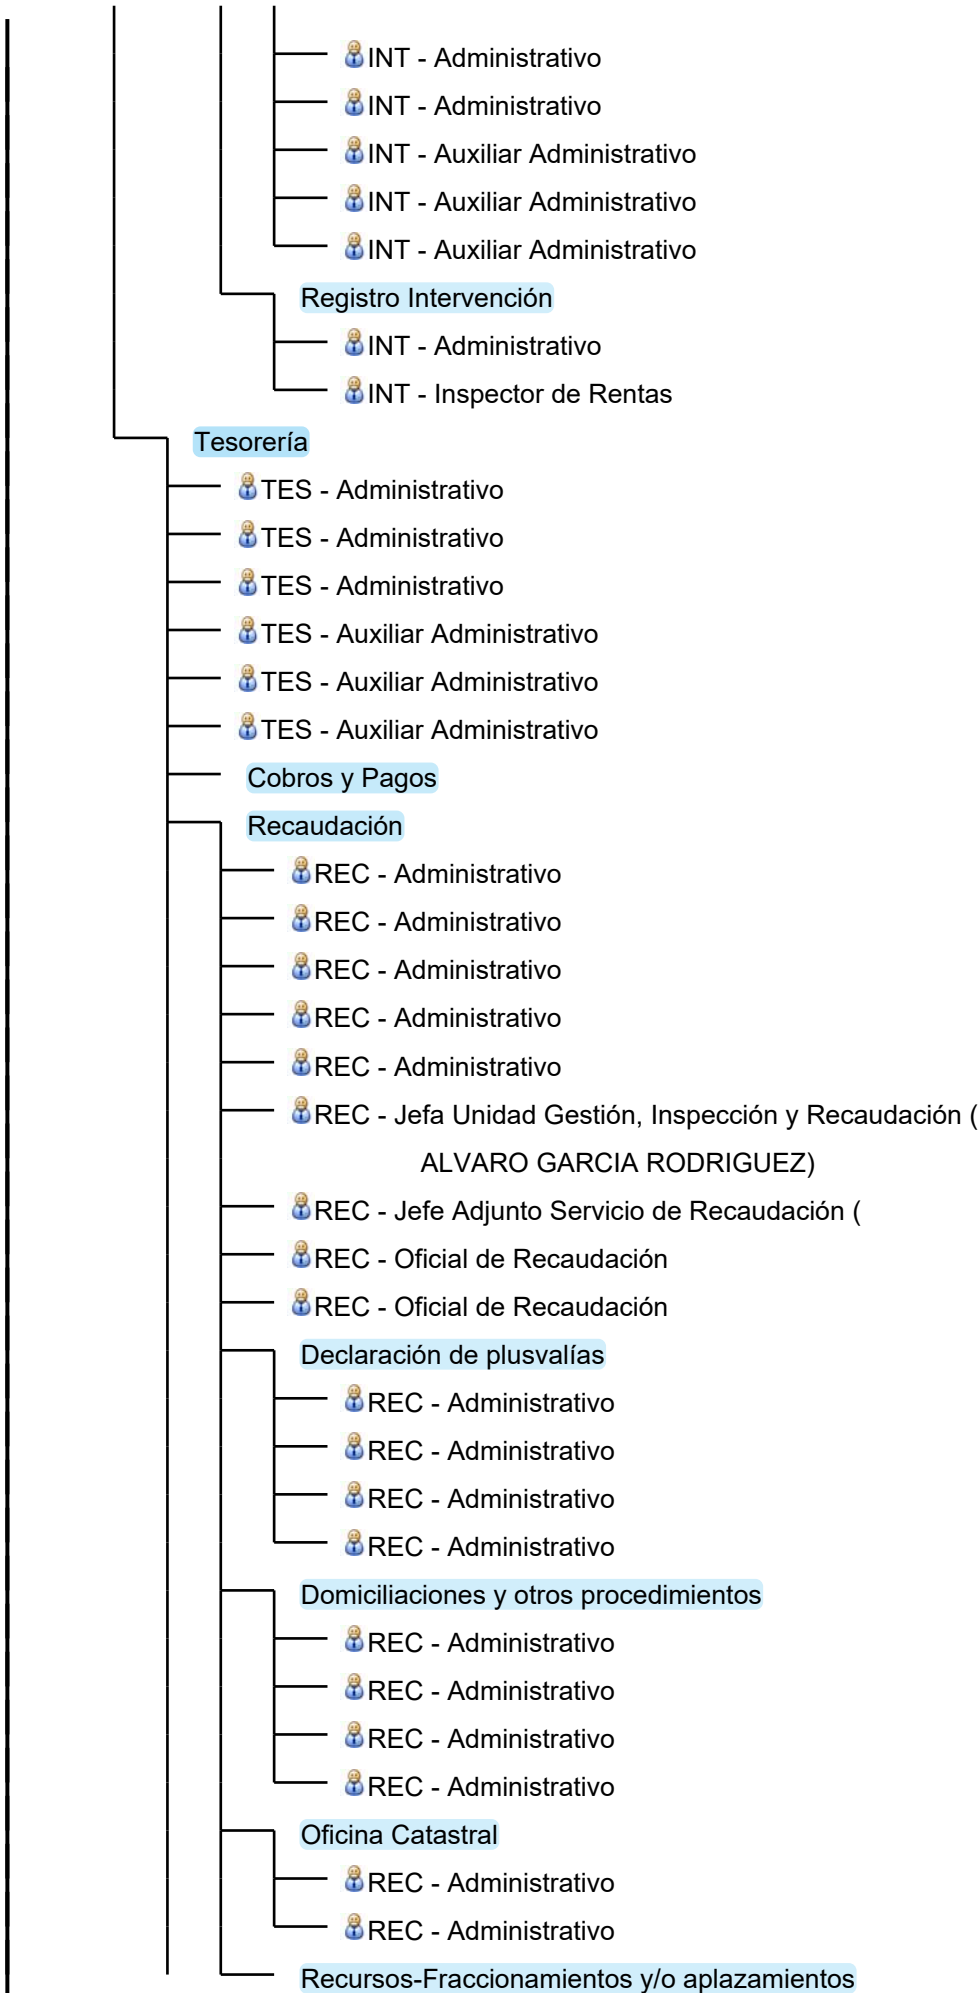 INT - Administrativo
INT - Administrativo
INT - Auxiliar Administrativo
INT - Auxiliar Administrativo
INT - Auxiliar Administrativo
Registro Intervención
INT - Administrativo
INT - Inspector de Rentas
Tesorería
TES - Administrativo
TES - Administrativo
TES - Administrativo
TES - Auxiliar Administrativo
TES - Auxiliar Administrativo
TES - Auxiliar Administrativo
Cobros y Pagos
Recaudación
REC - Administrativo
REC - Administrativo
REC - Administrativo
REC - Administrativo
REC - Administrativo
REC - Jefa Unidad Gestión, Inspección y Recaudación (
ALVARO GARCIA RODRIGUEZ)
REC - Jefe Adjunto Servicio de Recaudación (
REC - Oficial de Recaudación
REC - Oficial de Recaudación
Declaración de plusvalías
REC - Administrativo
REC - Administrativo
REC - Administrativo
REC - Administrativo
Domiciliaciones y otros procedimientos
REC - Administrativo
REC - Administrativo
REC - Administrativo
REC - Administrativo
Oficina Catastral
REC - Administrativo
REC - Administrativo
Recursos-Fraccionamientos y/o aplazamientos